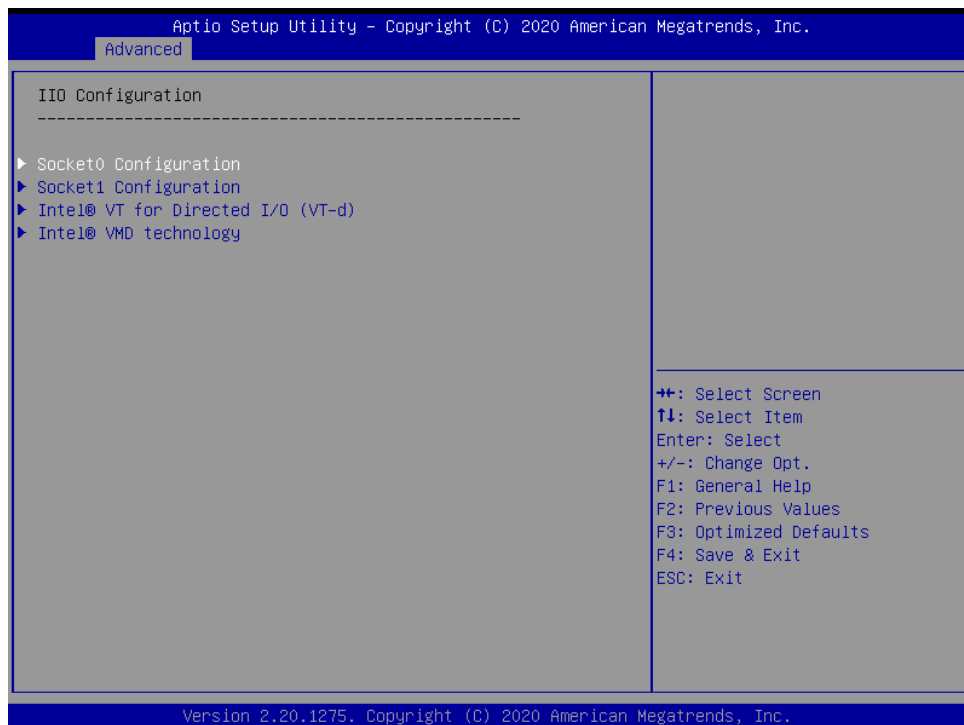 Aptio Setup Utility – Copyright (C) 2020 American Megatrends, Inc.
Advanced
IIO Configuration
--------------------------------------------------
▶ Socket0 Configuration
▶ Socket1 Configuration
▶ Intel® VT for Directed I/O (VT-d)
▶ Intel® VMD technology
→←: Select Screen
↑↓: Select Item
Enter: Select
+/-: Change Opt.
F1: General Help
F2: Previous Values
F3: Optimized Defaults
F4: Save & Exit
ESC: Exit
Version 2.20.1275. Copyright (C) 2020 American Megatrends, Inc.